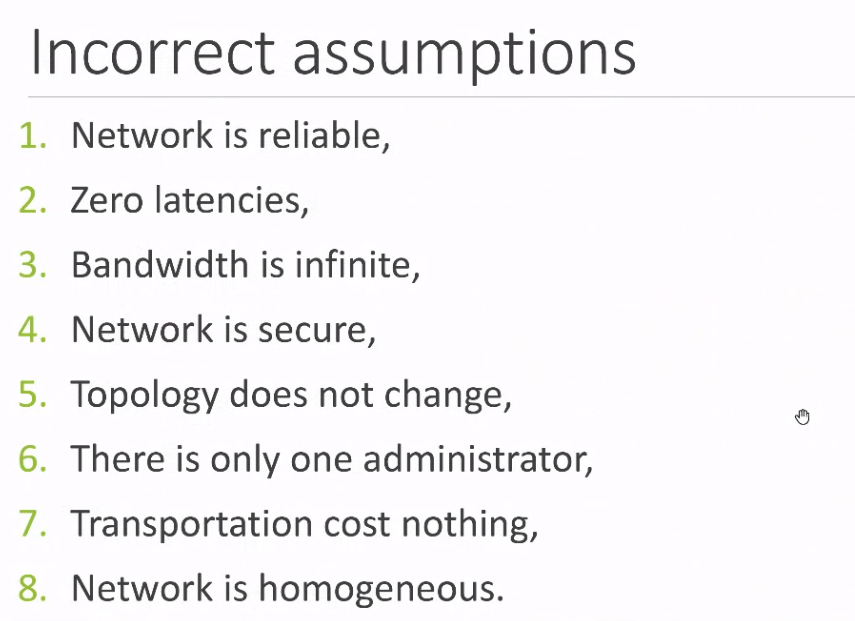 Incorrect assumptions
1. Network is reliable,
2. Zero latencies,
3. Bandwidth is infinite,
4. Network is secure,
5. Topology does not change,
6. There is only one administrator,
7. Transportation cost nothing,
8. Network is homogeneous.